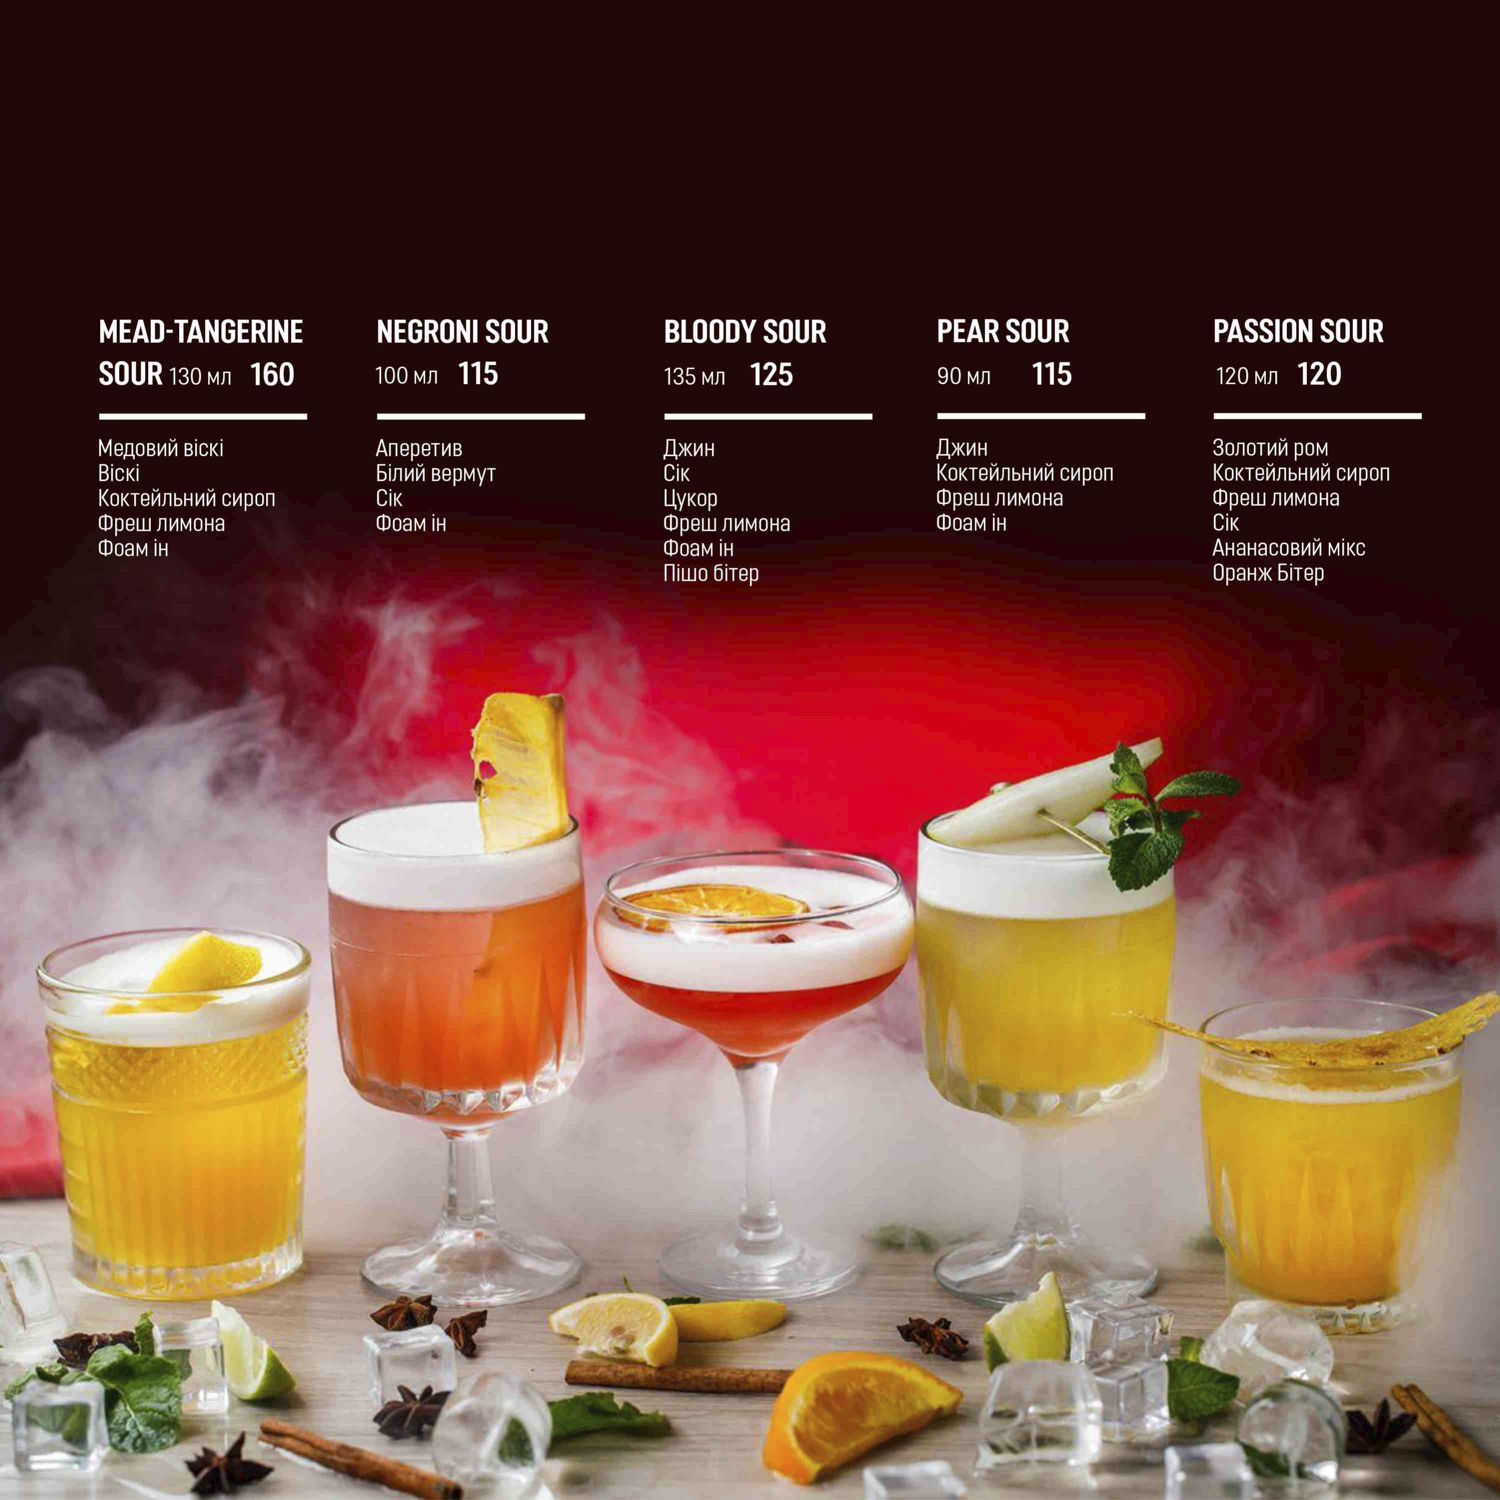 MEAD-TANGERINE
SOUR 130 мл 160
Медовий віскі
Віскі
Коктейльний сироп
Фреш лимона
Фоам ін
NEGRONI SOUR
100 мл 115
Аперетив
Білий вермут
Сік
Фоам ін
BLOODY SOUR
135 мл 125
Джин
Сік
Цукор
Фреш лимона
Фоам ін
Пішо бітер
PEAR SOUR
90 мл 115
Джин
Коктейльний сироп
Фреш лимона
Фоам ін
PASSION SOUR
120 мл 120
Золотий ром
Коктейльний сироп
Фреш лимона
Сік
Ананасовий мікс
Оранж Бітер